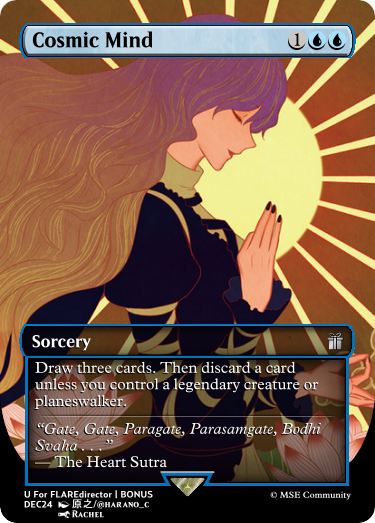 Cosmic Mind 1
Sorcery
Draw three cards. Then discard a card
unless you control a legendary creature or
planeswalker.
“Gate, Gate, Paragate, Parasamgate, Bodhi
Svaha . . .”
— The Heart Sutra
U For FLAREdirector | BONUS
DEC24 原之/@HARANO_C © MSE Community
RACHEL